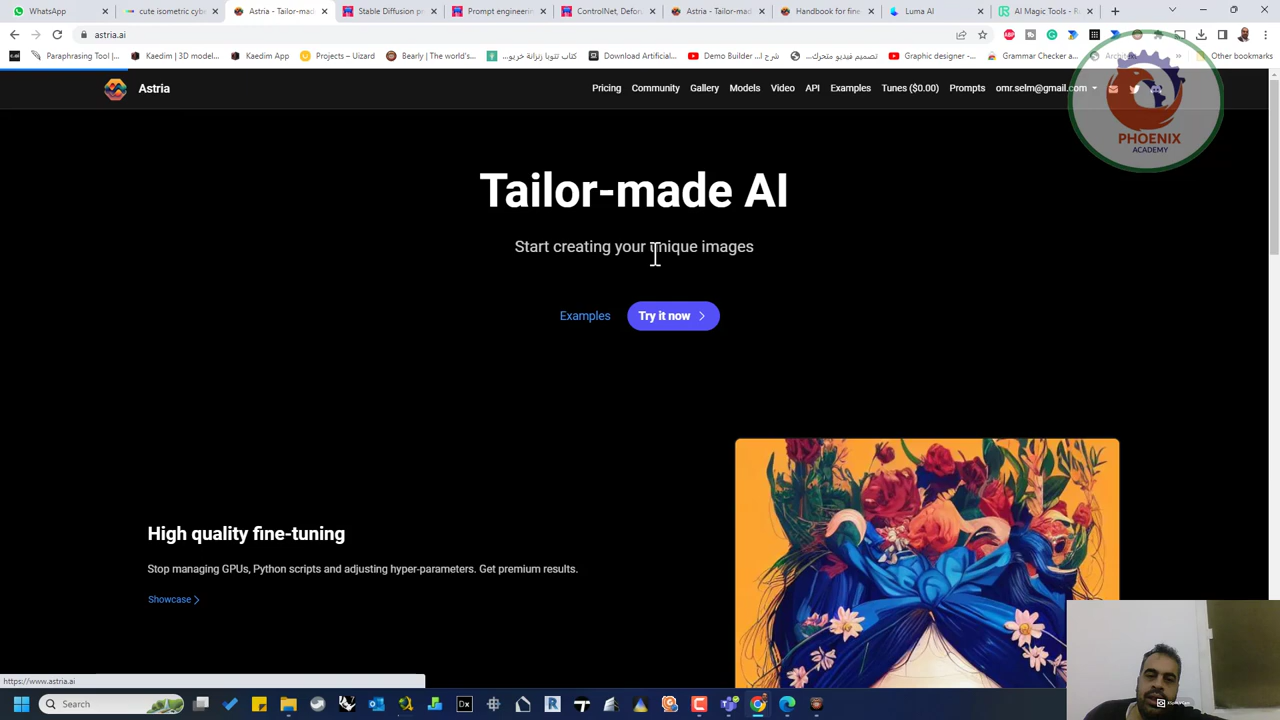 WhatsApp
cute isometric cybe
Astria - Tailor-mad
Stable Diffusion p
Prompt engineering
ControlNet, Defor
Astria - Tailor-mad
Handbook for fine
Luma AI
AI Magic Tools - R
astria.ai
Paraphrasing Tool |
Kaedim | 3D model...
Kaedim App
Projects – Uizard
Bearly | The world's...
Download Artificial...
Demo Builder
Graphic designer -...
Grammar Checker a...
Archite
Other bookmarks
Astria
Pricing
Community
Gallery
Models
Video
API
Examples
Tunes ($0.00)
Prompts
omr.selm@gmail.com
PHOENIX
ACADEMY
Tailor-made AI
Start creating your unique images
Examples
Try it now
High quality fine-tuning
Stop managing GPUs, Python scripts and adjusting hyper-parameters. Get premium results.
Showcase
https://www.astria.ai
Search